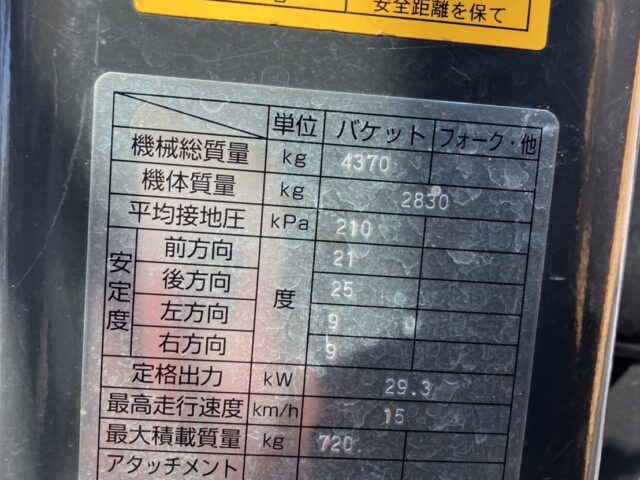 安全距離を保て
単位 バケット フォーク・他
機械総質量 kg 4370
機体質量 kg 2830
平均接地圧 kPa 210
安定度 前方向 度 21
後方向 25
左方向 9
右方向 9
定格出力 kW 29.3
最高走行速度 km/h 15
最大積載質量 kg 720
アタッチメント